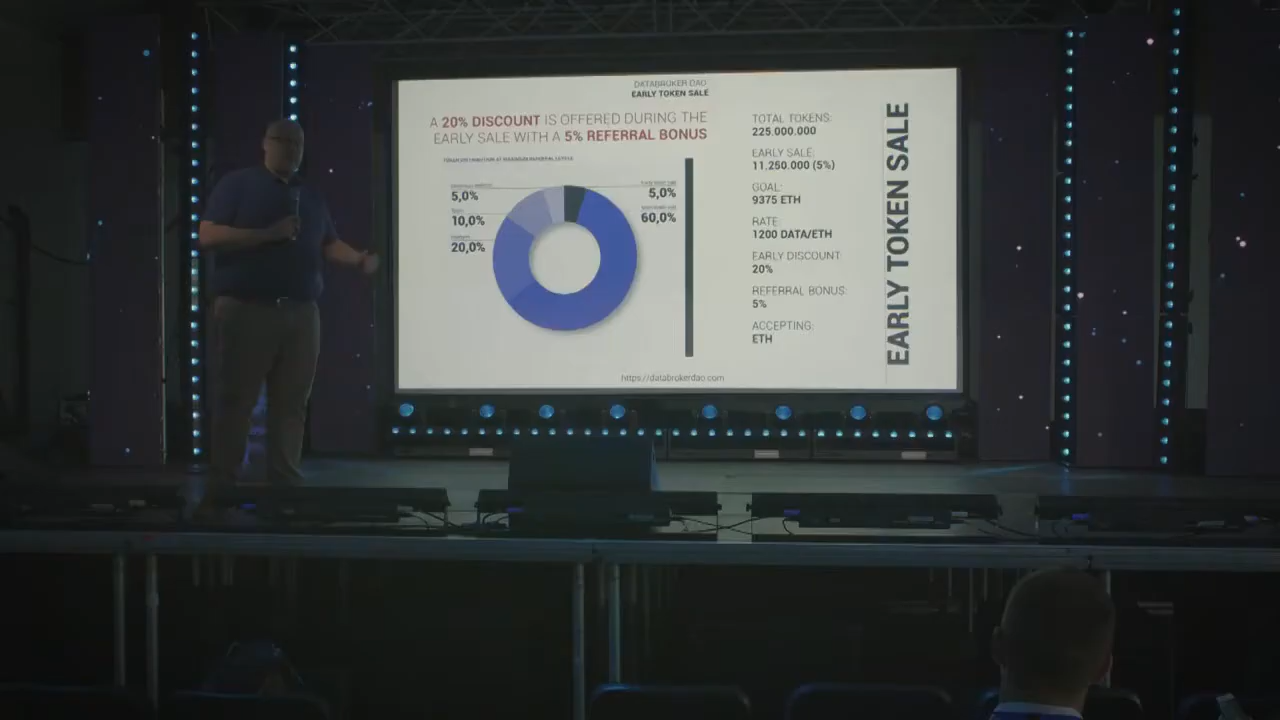 DATABROKER DAO
EARLY TOKEN SALE
A 20% DISCOUNT IS OFFERED DURING THE
EARLY SALE WITH A 5% REFERRAL BONUS
5,0%
10,0%
20,0%
5,0%
60,0%
TOTAL TOKENS:
225.000.000
EARLY SALE:
11.250.000 (5%)
GOAL:
9375 ETH
RATE:
1200 DATA/ETH
EARLY DISCOUNT:
20%
REFERRAL BONUS:
5%
ACCEPTING:
ETH
EARLY TOKEN SALE
https://databrokerdao.com